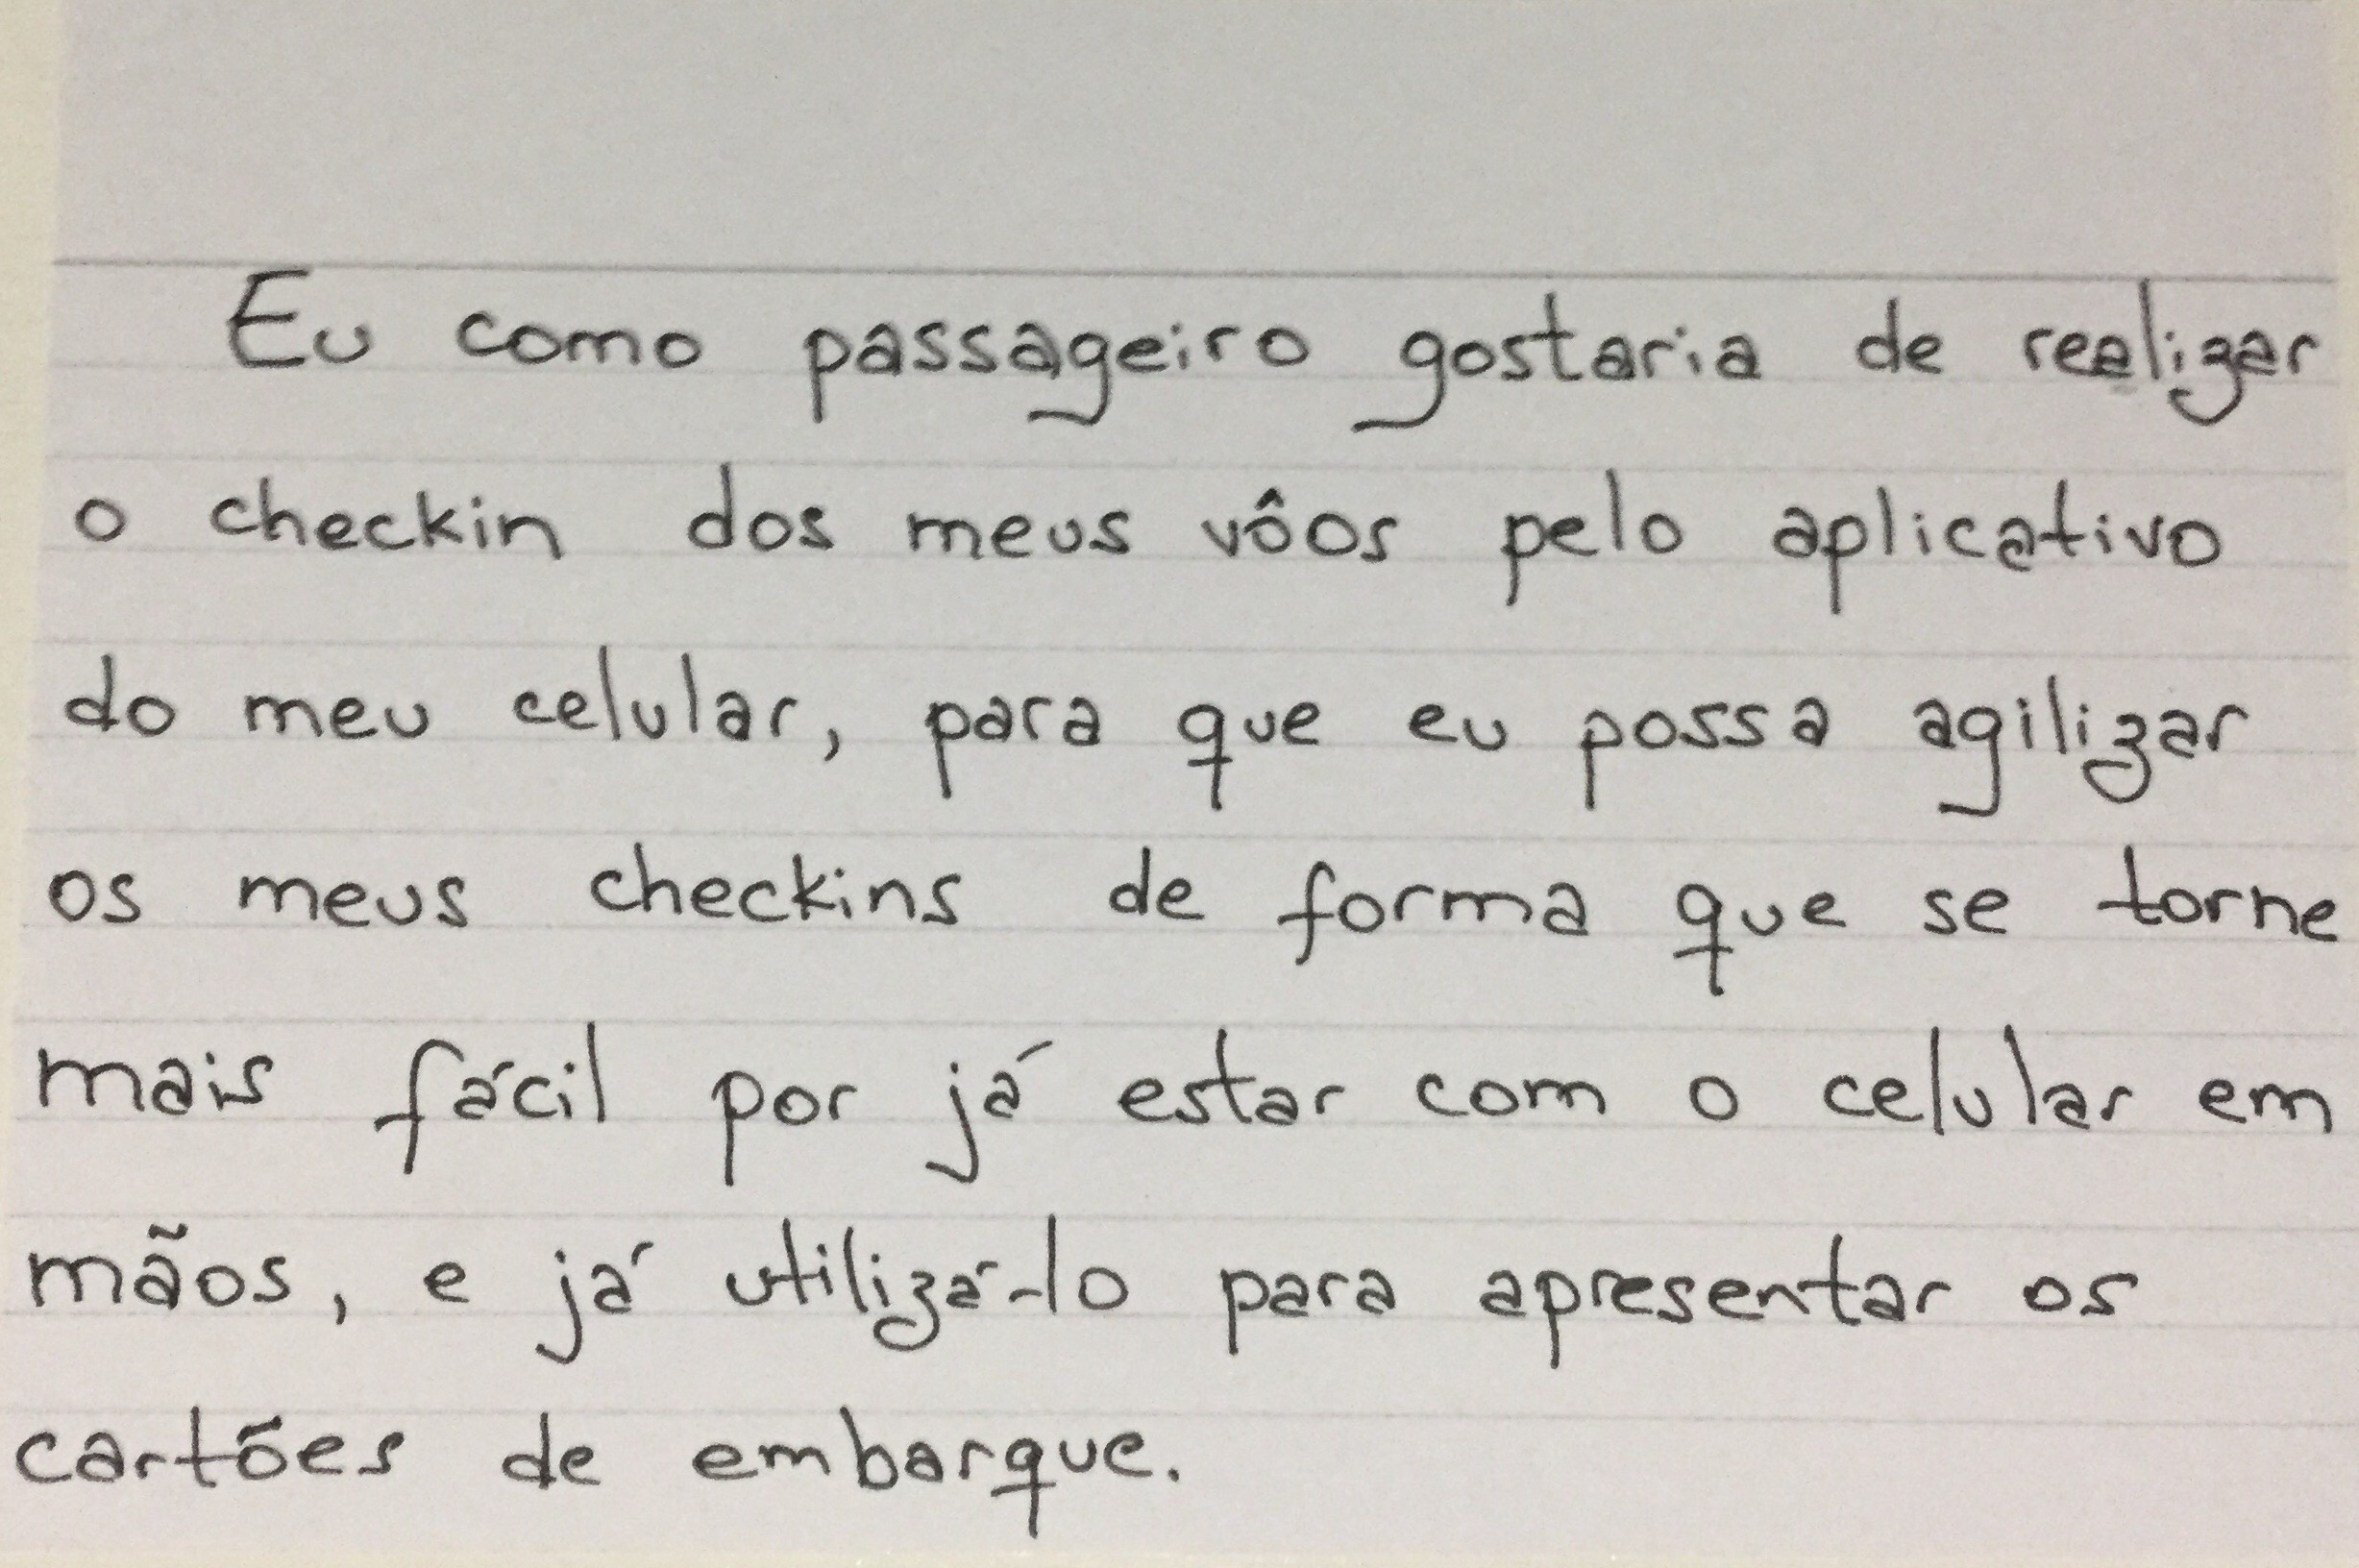 Eu como passageiro gostaria de realizar
o checkin dos meus vôos pelo aplicativo
do meu celular, para que eu possa agilizar
os meus checkins de forma que se torne
mais fácil por já estar com o celular em
mãos, e já utilizá-lo para apresentar os
cartões de embarque.